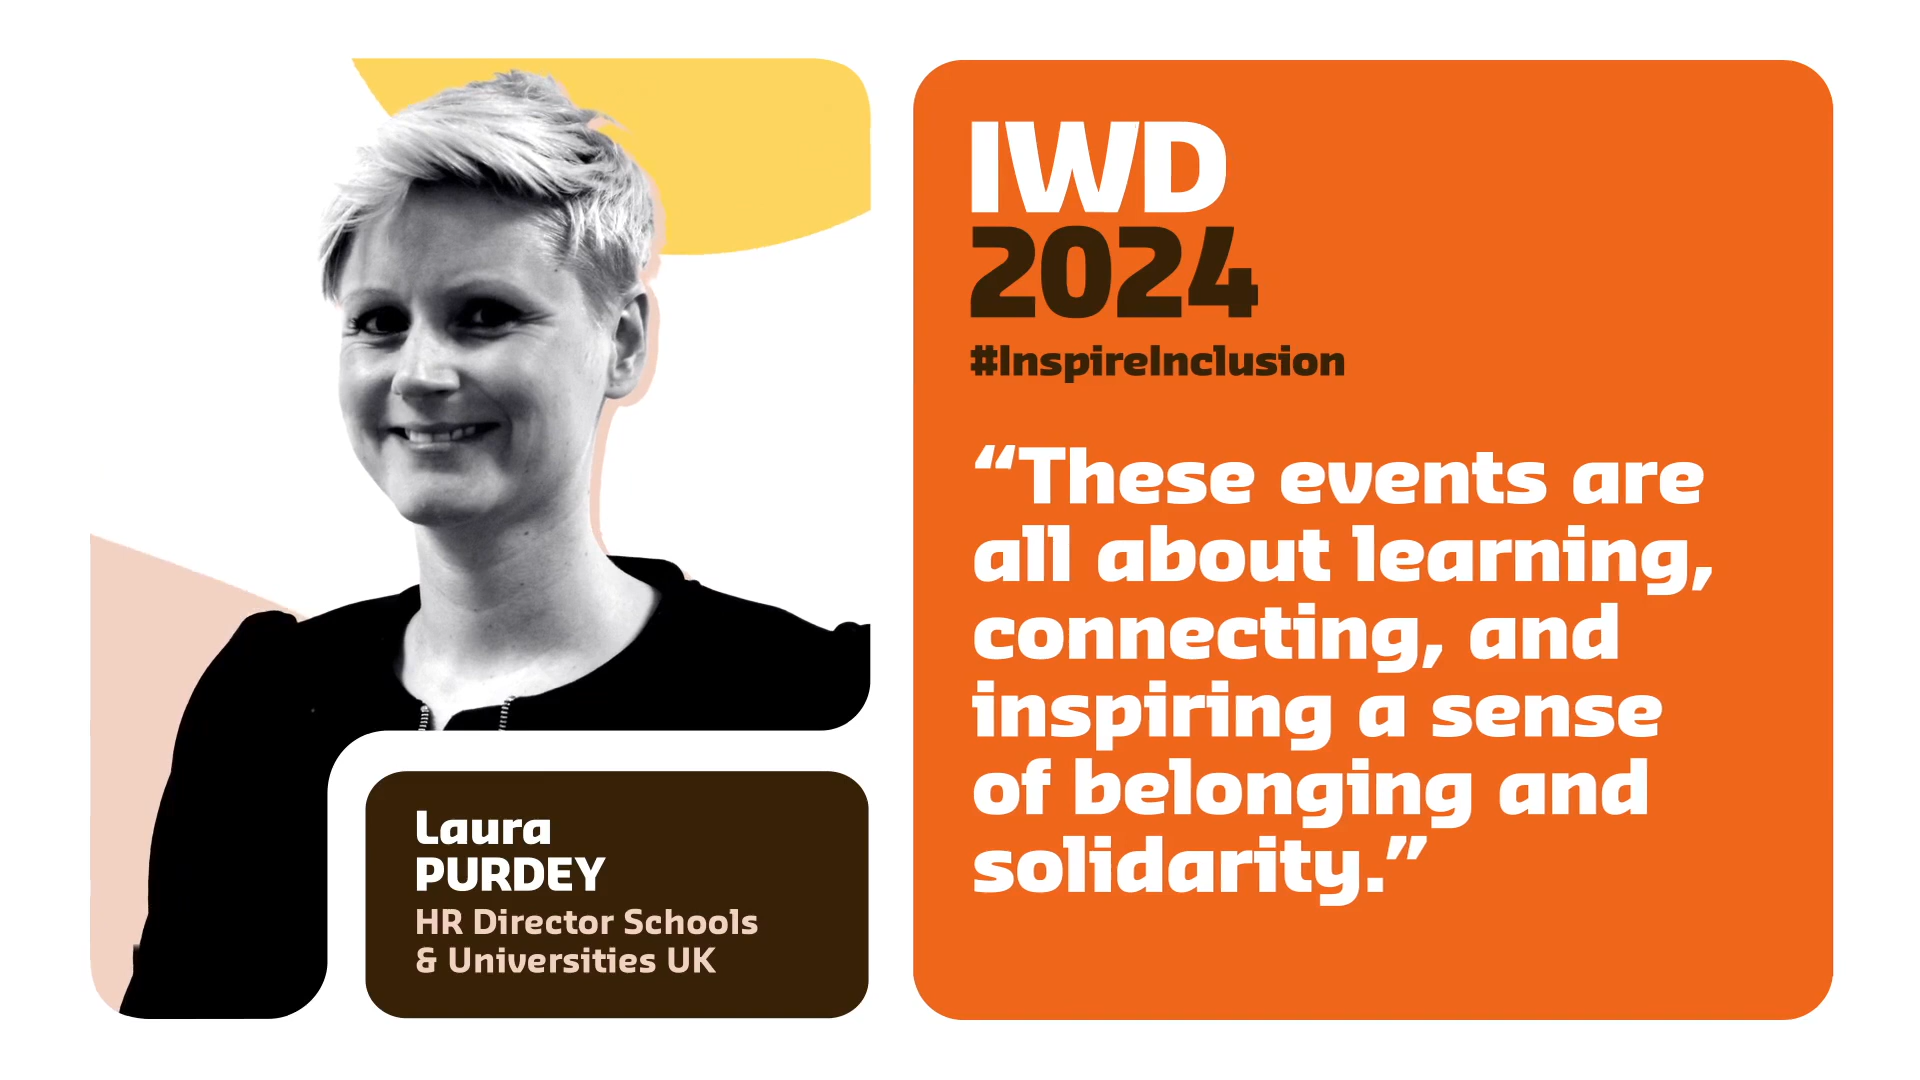 IWD
2024
#InspireInclusion
“These events are
all about learning,
connecting, and
inspiring a sense
of belonging and
solidarity.”
Laura
PURDEY
HR Director Schools
& Universities UK